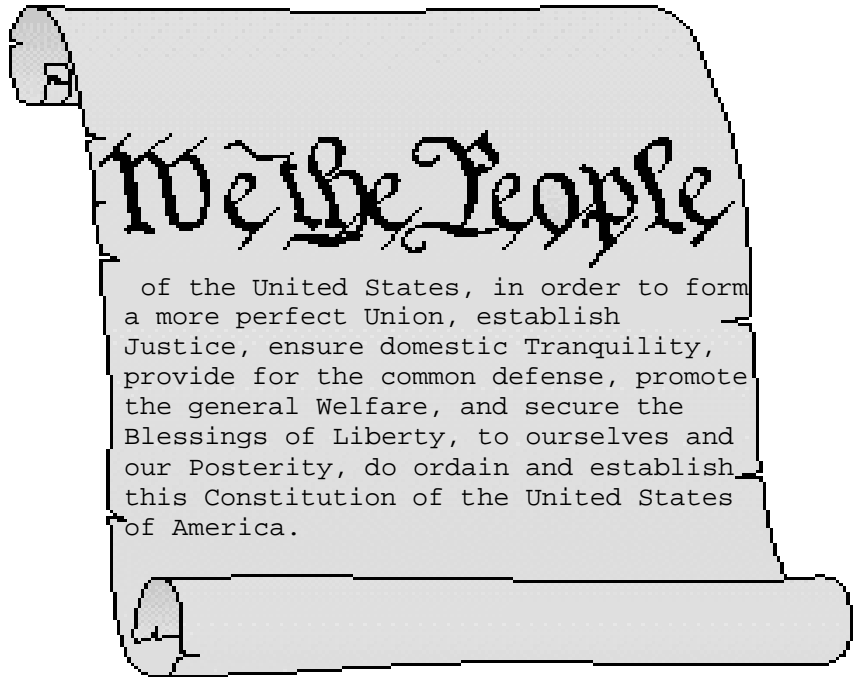 We the People
of the United States, in order to form
a more perfect Union, establish
Justice, ensure domestic Tranquility,
provide for the common defense, promote
the general Welfare, and secure the
Blessings of Liberty, to ourselves and
our Posterity, do ordain and establish
this Constitution of the United States
of America.